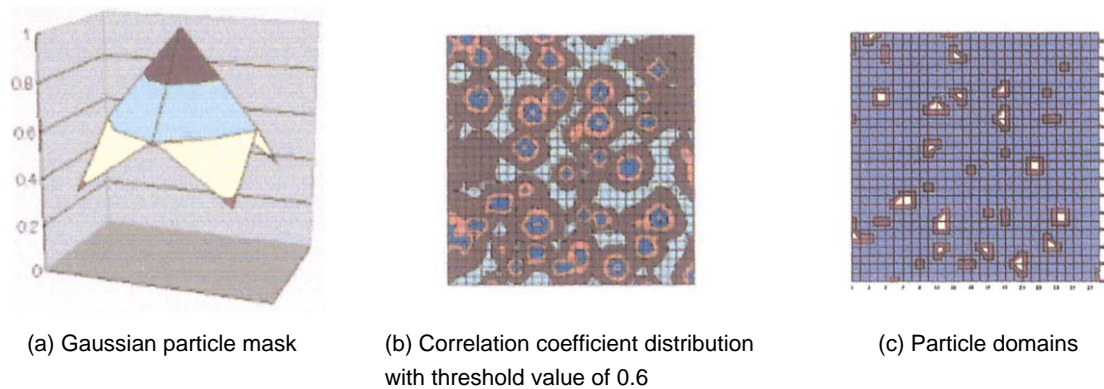 1
0.8
0.6
0.4
0.2
0
(a) Gaussian particle mask
(b) Correlation coefficient distribution
with threshold value of 0.6
(c) Particle domains